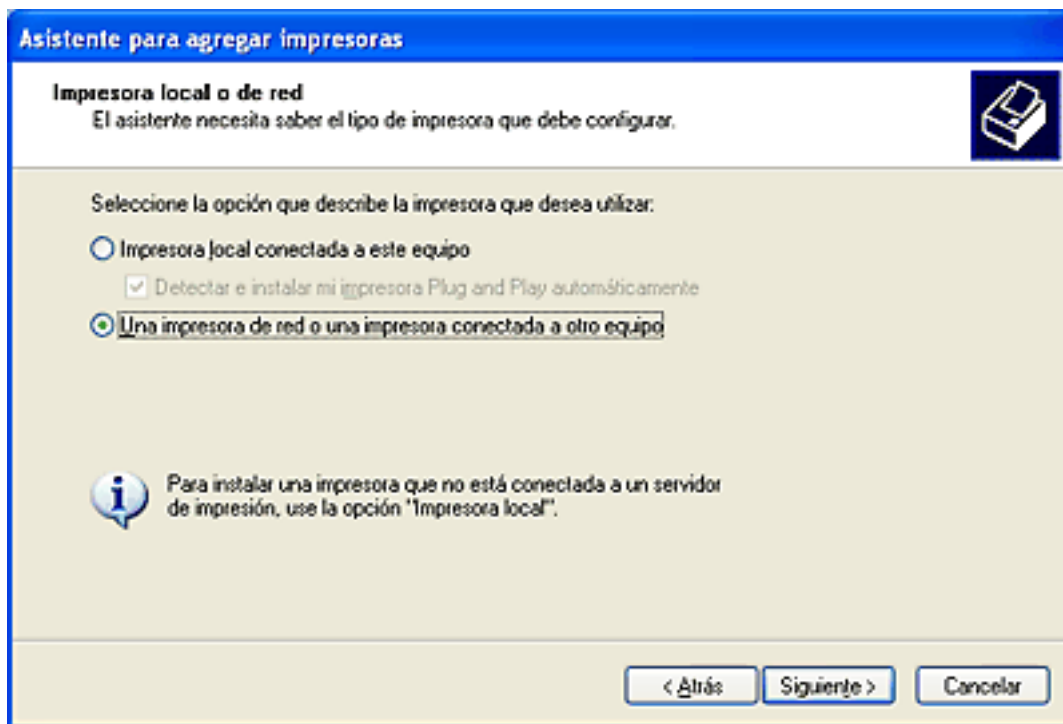 Asistente para agregar impresoras
Impresora local o de red
El asistente necesita saber el tipo de impresora que debe configurar.
Seleccione la opción que describe la impresora que desea utilizar:
Impresora local conectada a este equipo
Detectar e instalar mi impresora Plug and Play automáticamente
Una impresora de red o una impresora conectada a otro equipo
Para instalar una impresora que no está conectada a un servidor
de impresión, use la opción "Impresora local".
< Atrás
Siguiente >
Cancelar